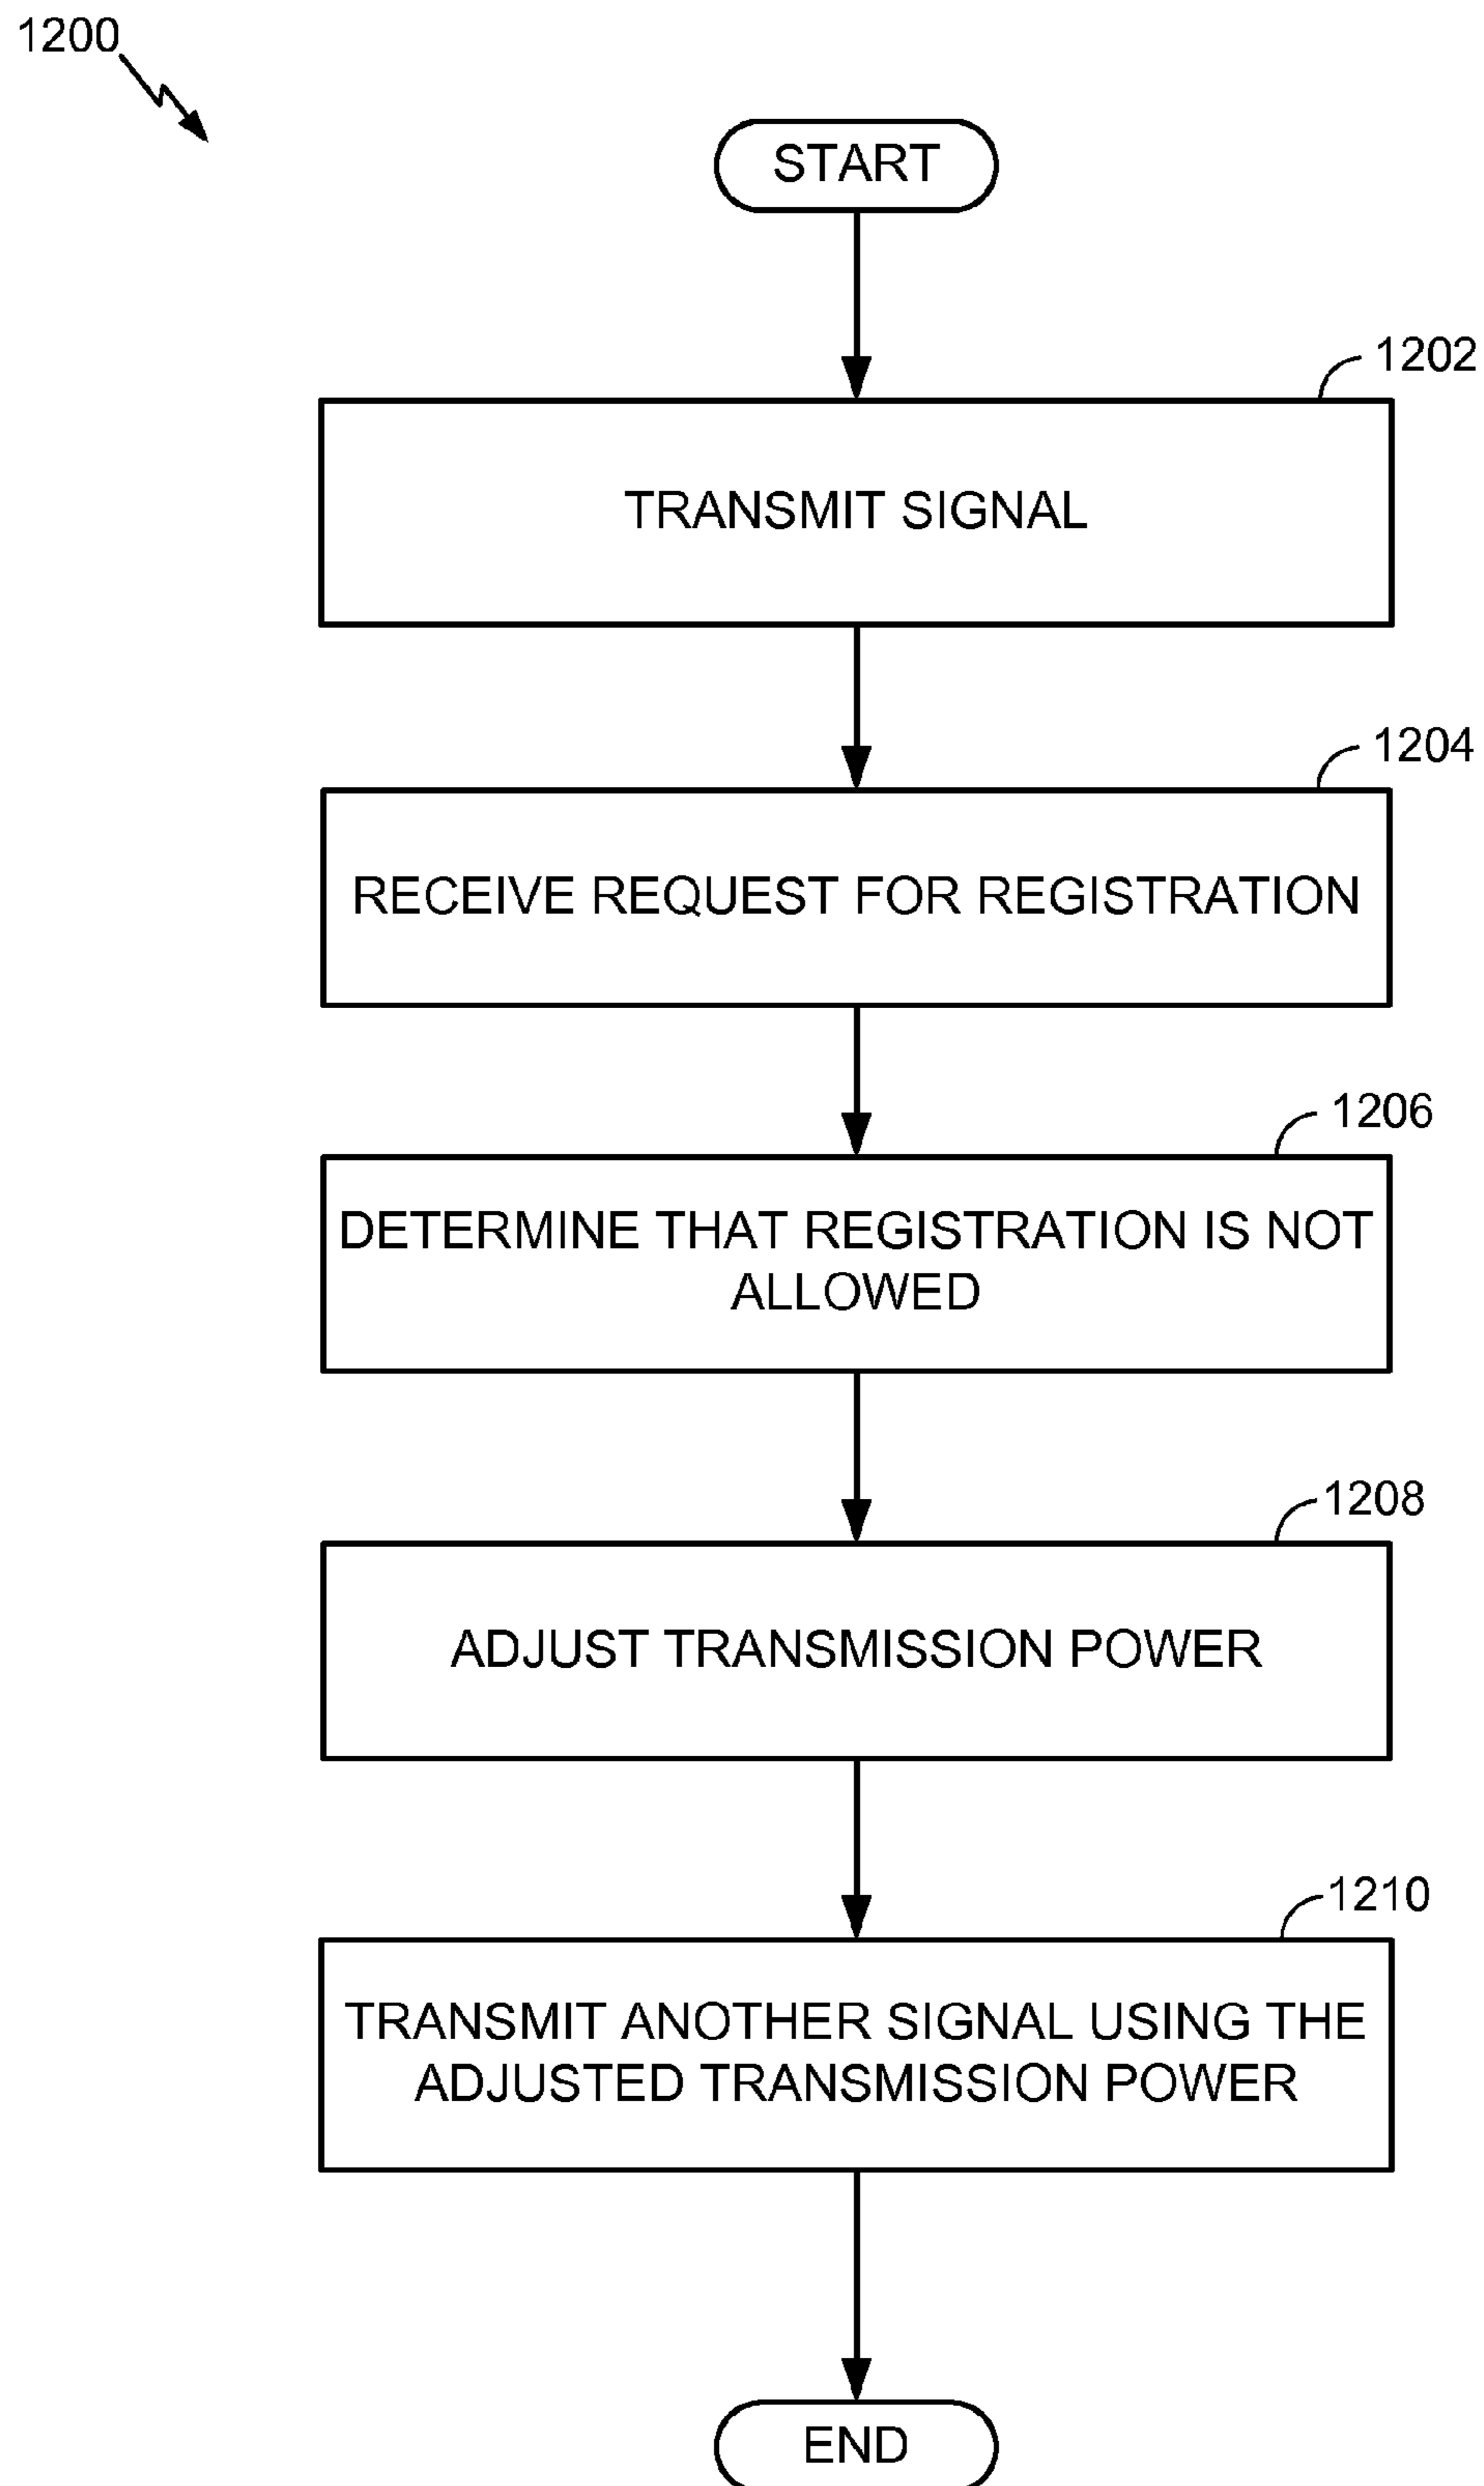 1200
START
1202
TRANSMIT SIGNAL
1204
RECEIVE REQUEST FOR REGISTRATION
1206
DETERMINE THAT REGISTRATION IS NOT
ALLOWED
1208
ADJUST TRANSMISSION POWER
1210
TRANSMIT ANOTHER SIGNAL USING THE
ADJUSTED TRANSMISSION POWER
END